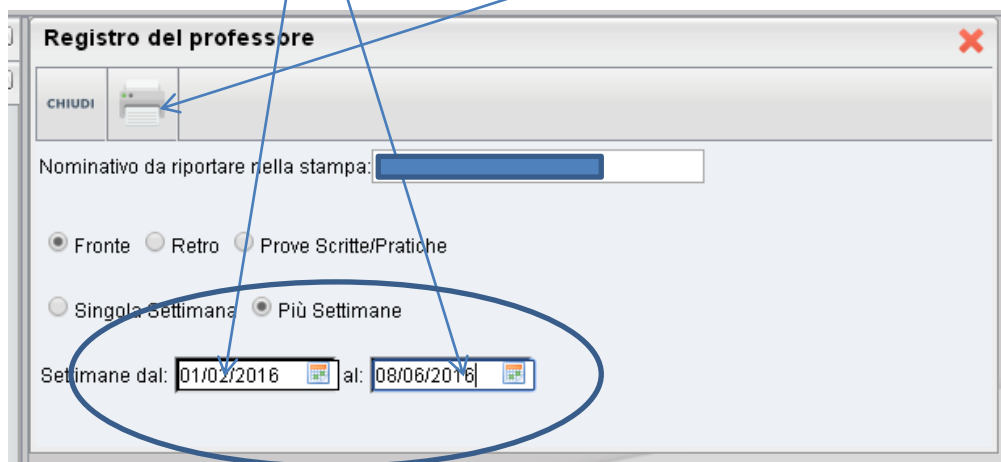 Registro del professore
CHIUDI
Nominativo da riportare nella stampa:
Fronte Retro Prove Scritte/Pratiche
Singola Settimana Più Settimane
Settimane dal: 01/02/2016 al: 08/06/2016